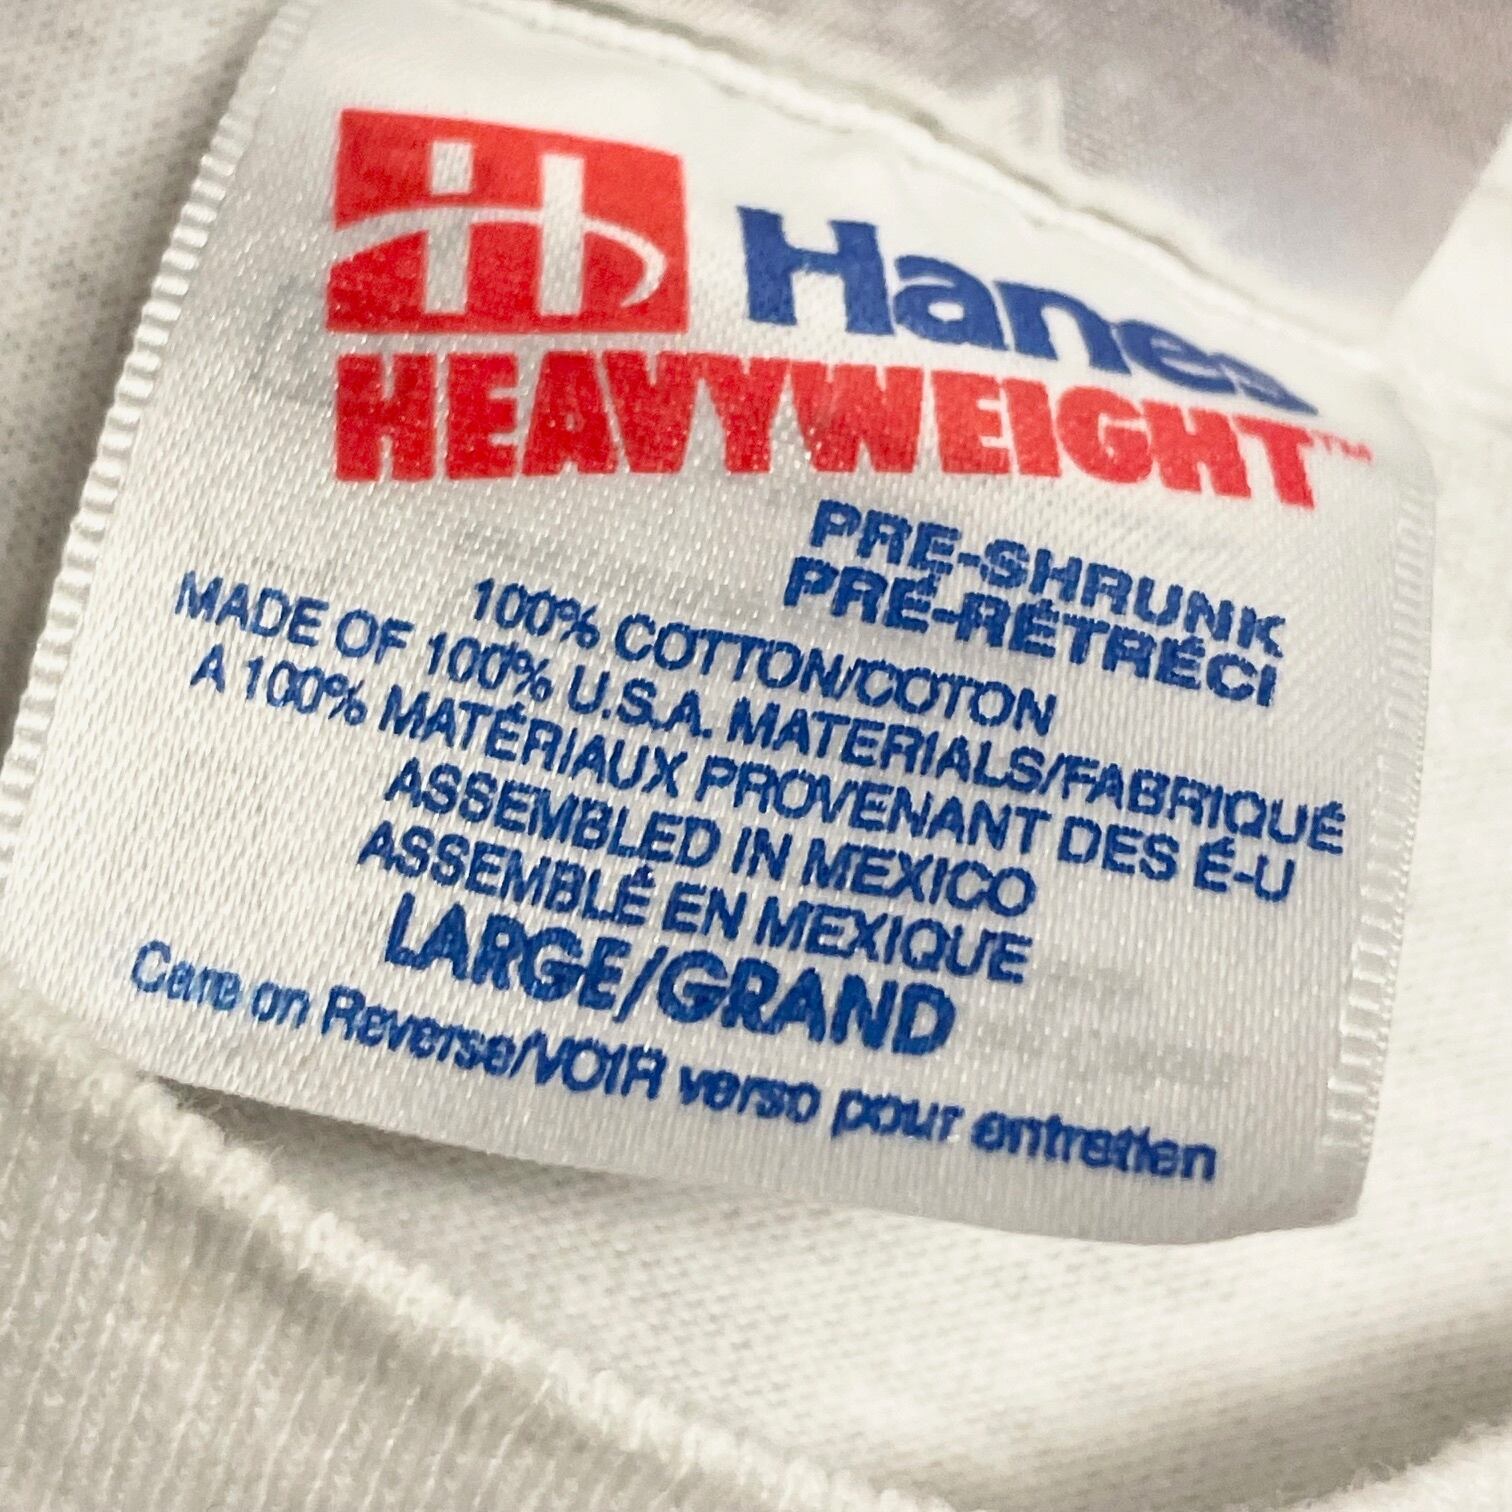 Hanes
HEAVYWEIGHT™
PRE-SHRUNK
PRÉ-RÉTRÉCI
100% COTTON/COTON
MADE OF 100% U.S.A. MATERIALS/FABRIQUÉ
A 100% MATÉRIAUX PROVENANT DES É-U
ASSEMBLED IN MEXICO
ASSEMBLÉ EN MEXIQUE
LARGE/GRAND
Care on Reverse/VOIR verso pour entretien